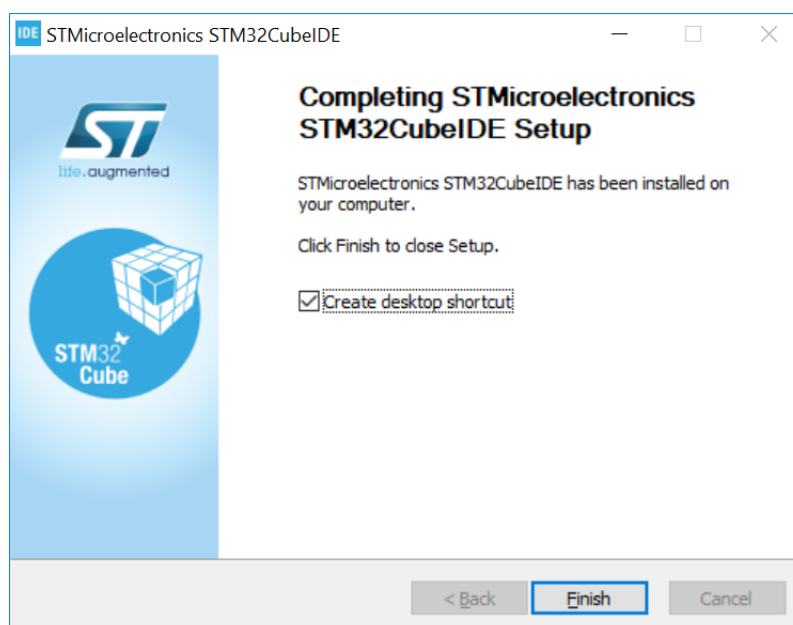 IDE STMicroelectronics STM32CubeIDE
ST
life.augmented
STM32
Cube
Completing STMicroelectronics
STM32CubeIDE Setup
STMicroelectronics STM32CubeIDE has been installed on
your computer.
Click Finish to close Setup.
Create desktop shortcut
< Back
Finish
Cancel